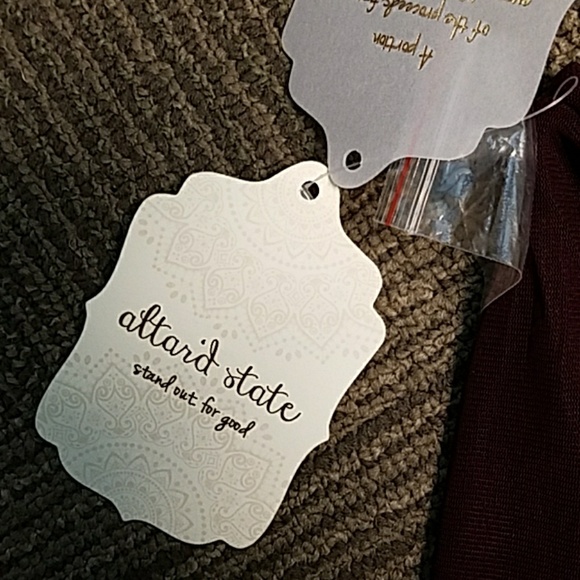 altar'd state
stand out. for good
A portion
of the proceeds